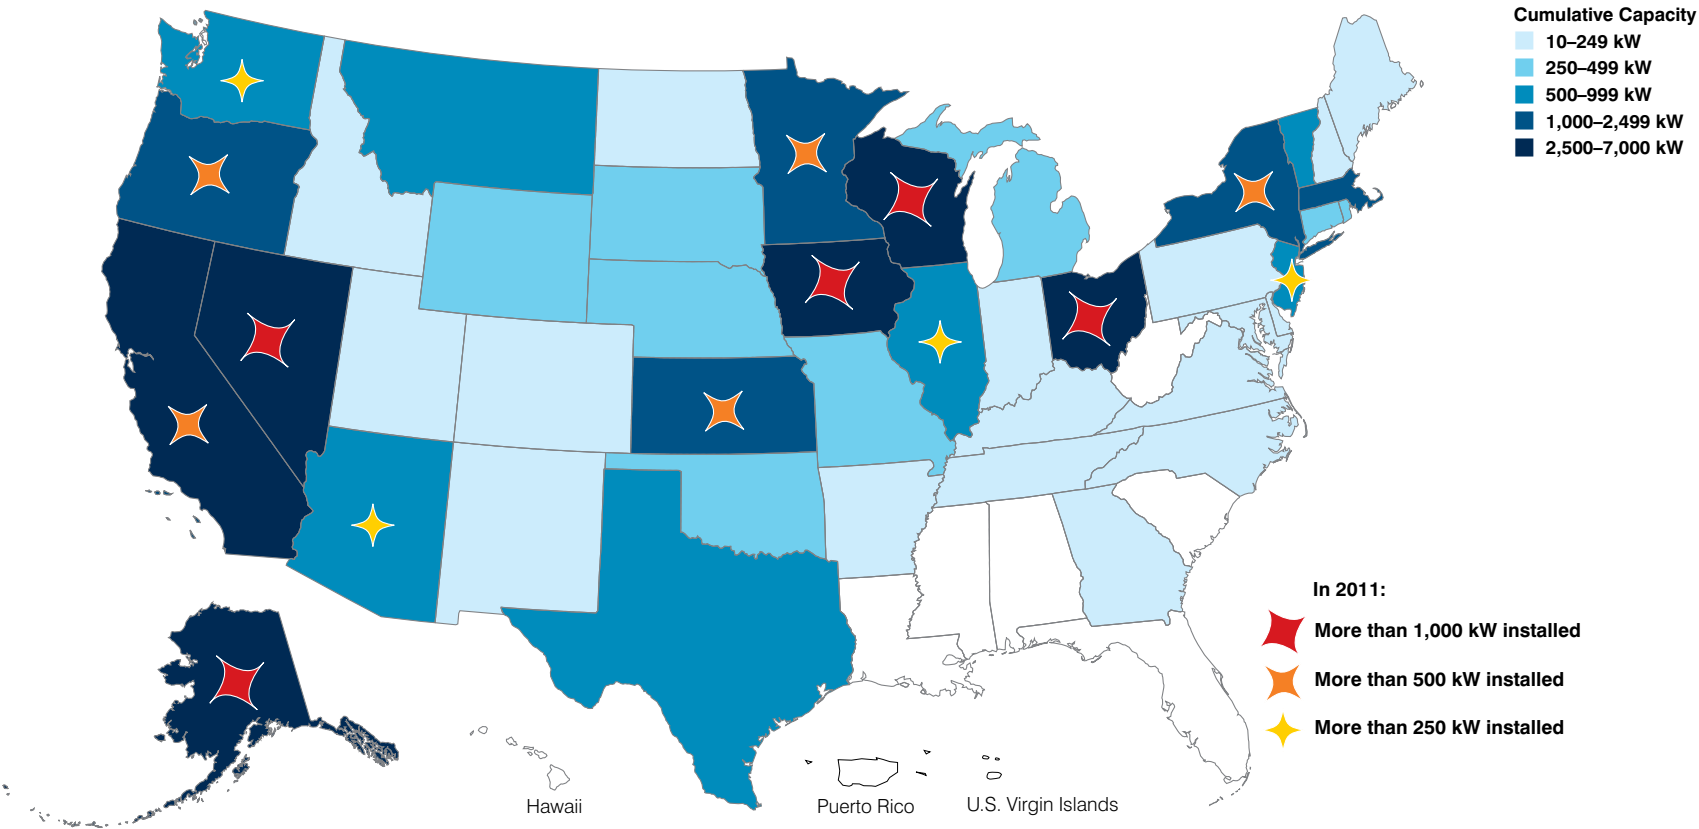 Cumulative Capacity
10–249 kW
250–499 kW
500–999 kW
1,000–2,499 kW
2,500–7,000 kW
In 2011:
More than 1,000 kW installed
More than 500 kW installed
More than 250 kW installed
Hawaii
Puerto Rico
U.S. Virgin Islands